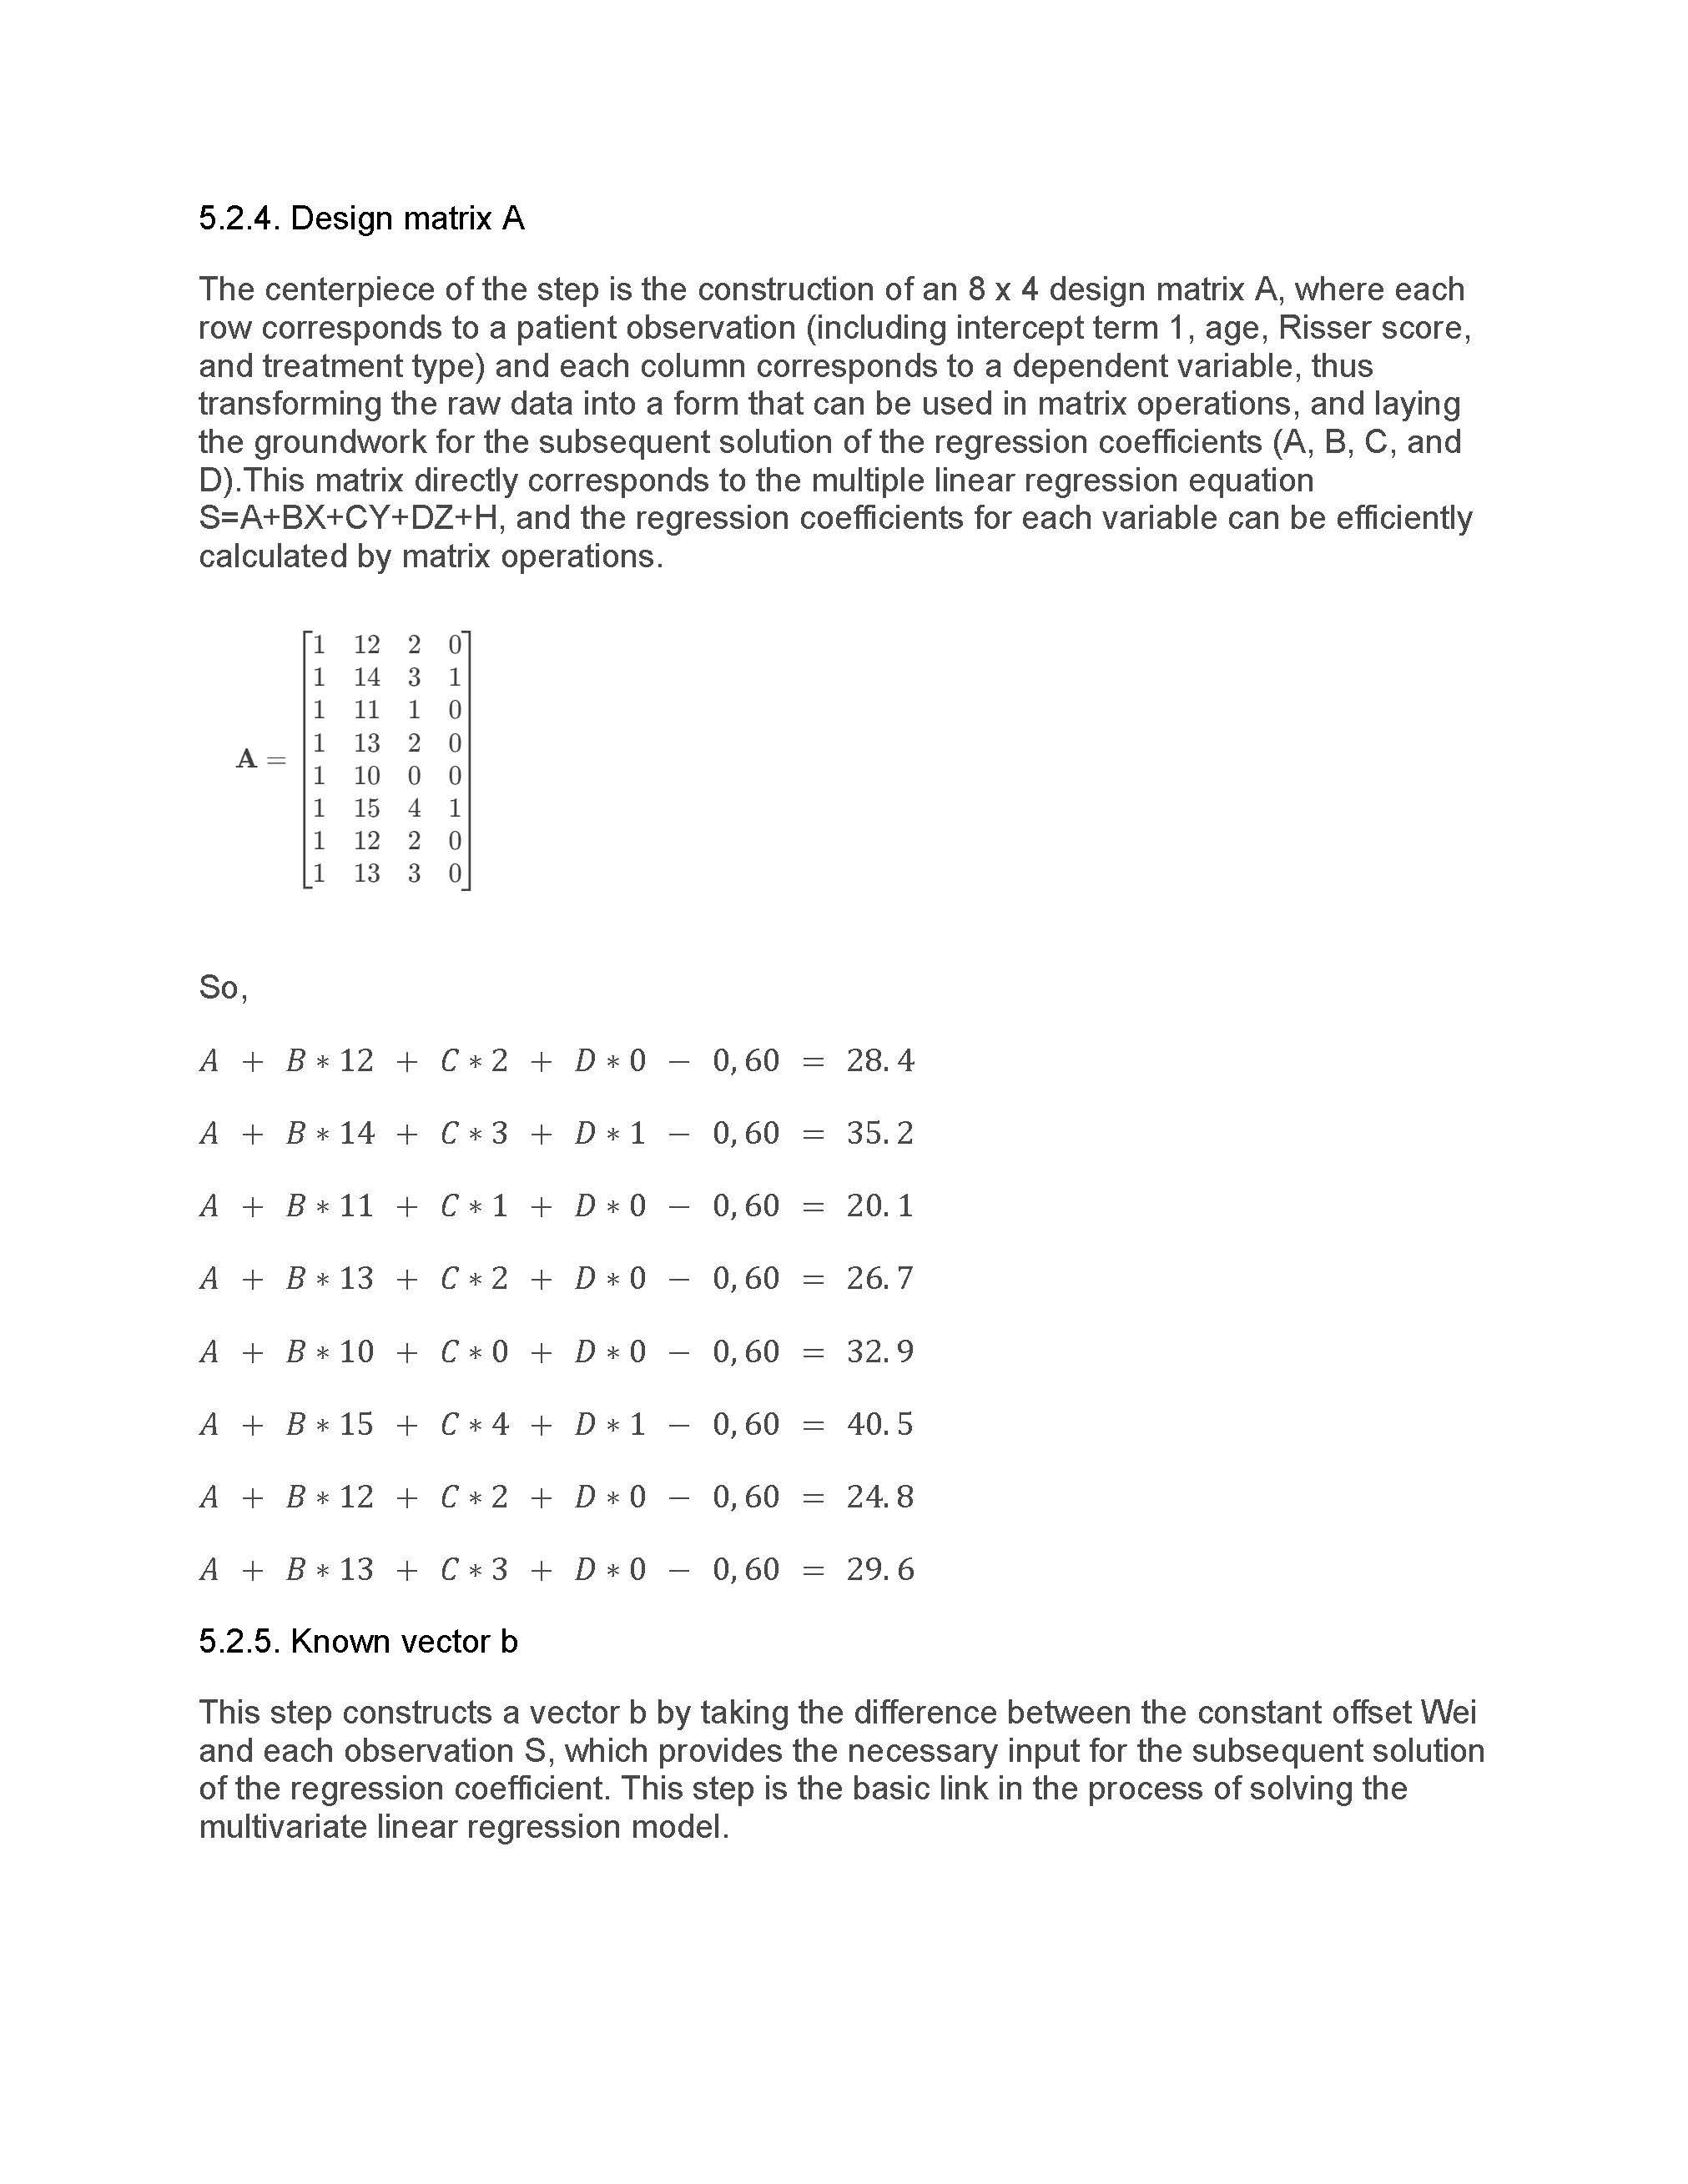 5.2.4. Design matrix A
The centerpiece of the step is the construction of an 8 x 4 design matrix A, where each
row corresponds to a patient observation (including intercept term 1, age, Risser score,
and treatment type) and each column corresponds to a dependent variable, thus
transforming the raw data into a form that can be used in matrix operations, and laying
the groundwork for the subsequent solution of the regression coefficients (A, B, C, and
D).This matrix directly corresponds to the multiple linear regression equation
S=A+BX+CY+DZ+H, and the regression coefficients for each variable can be efficiently
calculated by matrix operations.
1 12 2 0
1 14 3 1
1 11 1 0
1 13 2 0
A =
1 10 0 0
1 15 4 1
1 12 2 0
1 13 3 0
So,
A + B * 12 + C * 2 + D * 0 − 0, 60 = 28. 4
A + B * 14 + C * 3 + D * 1 − 0, 60 = 35. 2
A + B * 11 + C * 1 + D * 0 − 0, 60 = 20. 1
A + B * 13 + C * 2 + D * 0 − 0, 60 = 26. 7
A + B * 10 + C * 0 + D * 0 − 0, 60 = 32. 9
A + B * 15 + C * 4 + D * 1 − 0, 60 = 40. 5
A + B * 12 + C * 2 + D * 0 − 0, 60 = 24. 8
A + B * 13 + C * 3 + D * 0 − 0, 60 = 29. 6
5.2.5. Known vector b
This step constructs a vector b by taking the difference between the constant offset Wei
and each observation S, which provides the necessary input for the subsequent solution
of the regression coefficient. This step is the basic link in the process of solving the
multivariate linear regression model.